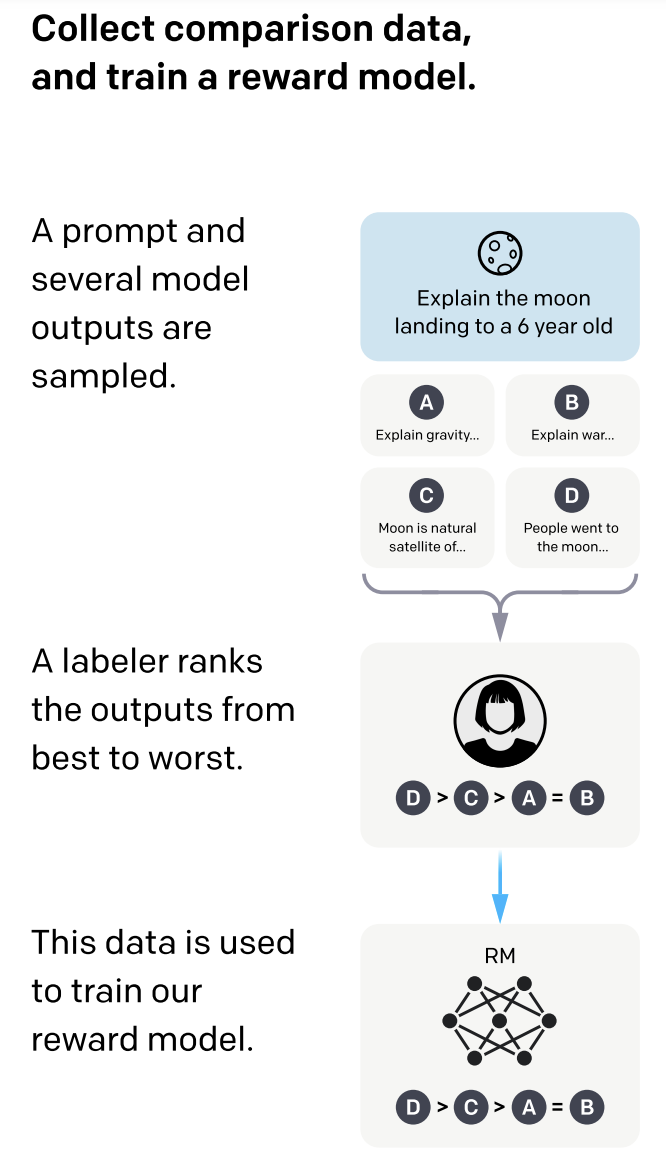 Collect comparison data,
and train a reward model.
A prompt and
several model
outputs are
sampled.
Explain the moon
landing to a 6 year old
A
Explain gravity...
B
Explain war...
C
Moon is natural
satellite of...
D
People went to
the moon...
A labeler ranks
the outputs from
best to worst.
D > C > A = B
This data is used
to train our
reward model.
RM
D > C > A = B